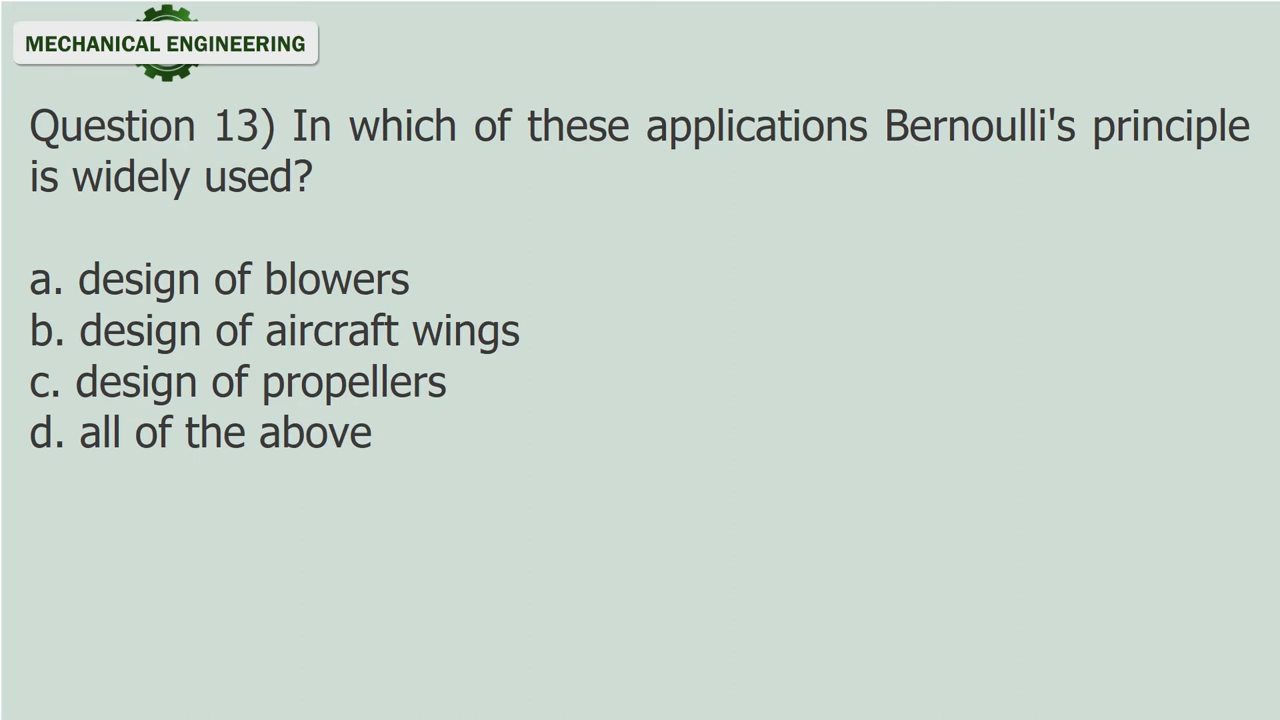 MECHANICAL ENGINEERING
Question 13) In which of these applications Bernoulli's principle
is widely used?
a. design of blowers
b. design of aircraft wings
c. design of propellers
d. all of the above